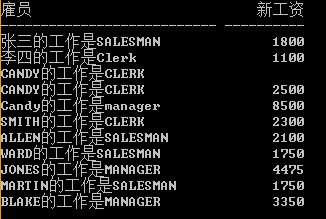 雇员 新工资
------------------------------ ------------
张三的工作是SALESMAN 1800
李四的工作是Clerk 1100
CANDY的工作是CLERK
CANDY的工作是CLERK 2500
Candy的工作是manager 8500
SMITH的工作是CLERK 2300
ALLEN的工作是SALESMAN 2100
WARD的工作是SALESMAN 1750
JONES的工作是MANAGER 4475
MARTIN的工作是SALESMAN 1750
BLAKE的工作是MANAGER 3350